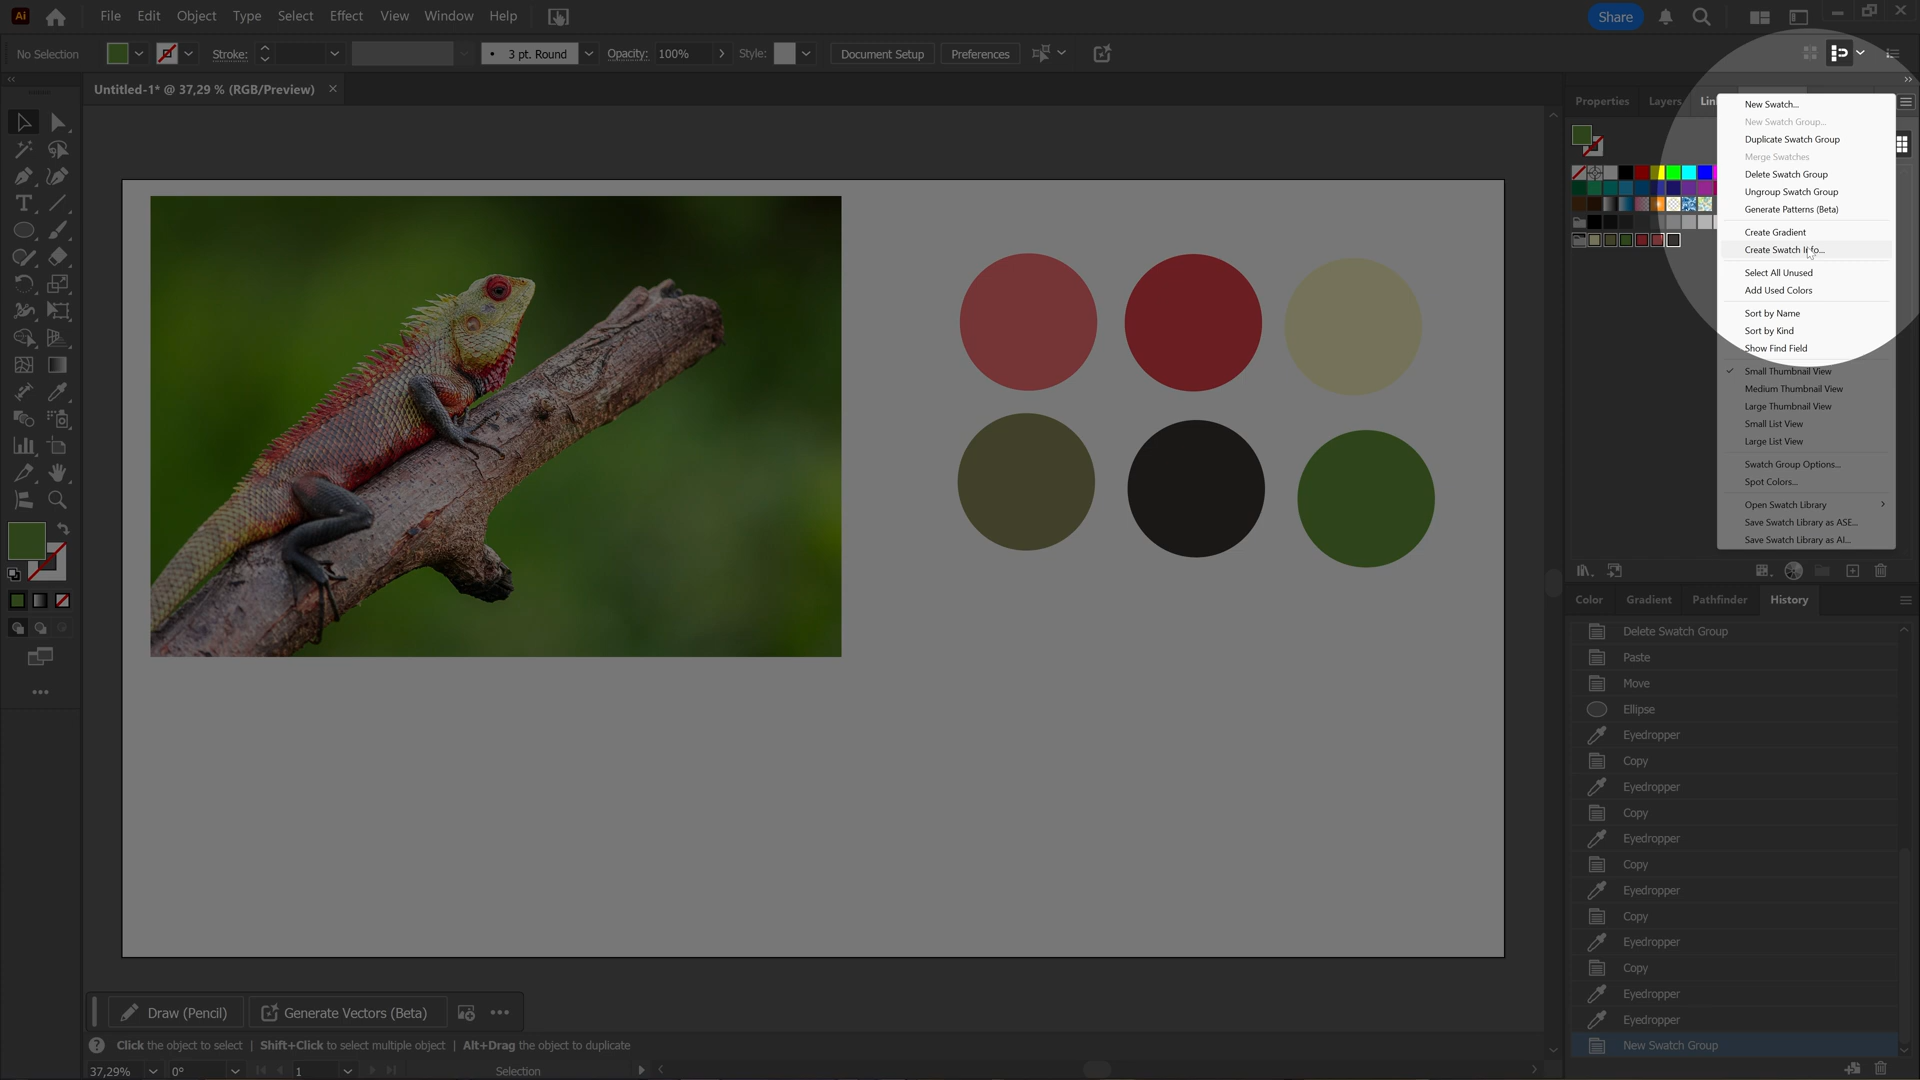 Ai File Edit Object Type Select Effect View Window Help Share
No Selection Stroke: 3 pt. Round Opacity: 100% Style: Document Setup Preferences
Untitled-1* @ 37,29 % (RGB/Preview) ×
Properties Layers
New Swatch...
New Swatch Group...
Duplicate Swatch Group
Merge Swatches
Delete Swatch Group
Ungroup Swatch Group
Generate Patterns (Beta)
Create Gradient
Create Swatch Info...
Select All Unused
Add Used Colors
Sort by Name
Sort by Kind
Show Find Field
Small Thumbnail View
Medium Thumbnail View
Large Thumbnail View
Small List View
Large List View
Swatch Group Options...
Spot Colors...
Open Swatch Library
Save Swatch Library as ASE...
Save Swatch Library as AI...
Color Gradient Pathfinder History
Delete Swatch Group
Paste
Move
Ellipse
Eyedropper
Copy
Eyedropper
Copy
Eyedropper
Copy
Eyedropper
Copy
Eyedropper
Copy
Eyedropper
Eyedropper
New Swatch Group
Draw (Pencil) Generate Vectors (Beta)
Click the object to select | Shift+Click to select multiple object | Alt+Drag the object to duplicate
37,29% 0° 1 Selection